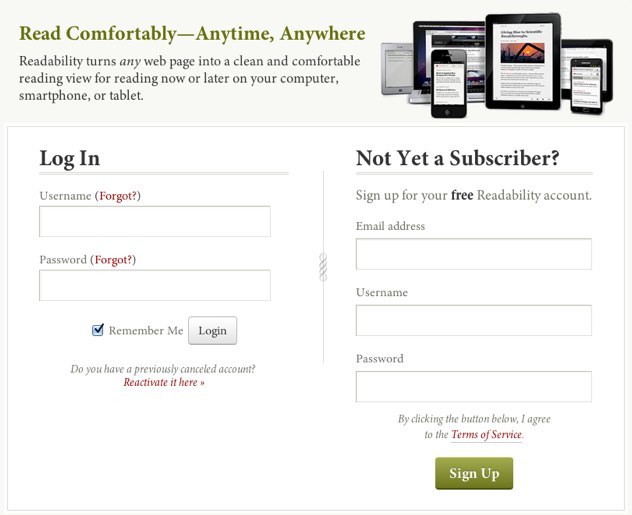 Read Comfortably—Anytime, Anywhere
Readability turns any web page into a clean and comfortable
reading view for reading now or later on your computer,
smartphone, or tablet.
Log In
Username (Forgot?)
Password (Forgot?)
Remember Me
Login
Do you have a previously canceled account?
Reactivate it here »
Not Yet a Subscriber?
Sign up for your free Readability account.
Email address
Username
Password
By clicking the button below, I agree
to the Terms of Service.
Sign Up